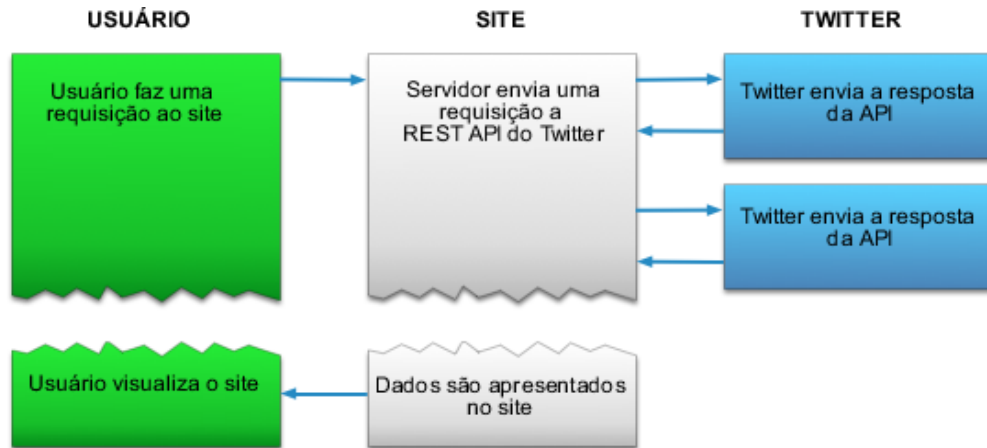 USUÁRIO
SITE
TWITTER
Usuário faz uma
requisição ao site
Servidor envia uma
requisição a
REST API do Twitter
Twitter envia a resposta
da API
Twitter envia a resposta
da API
Usuário visualiza o site
Dados são apresentados
no site